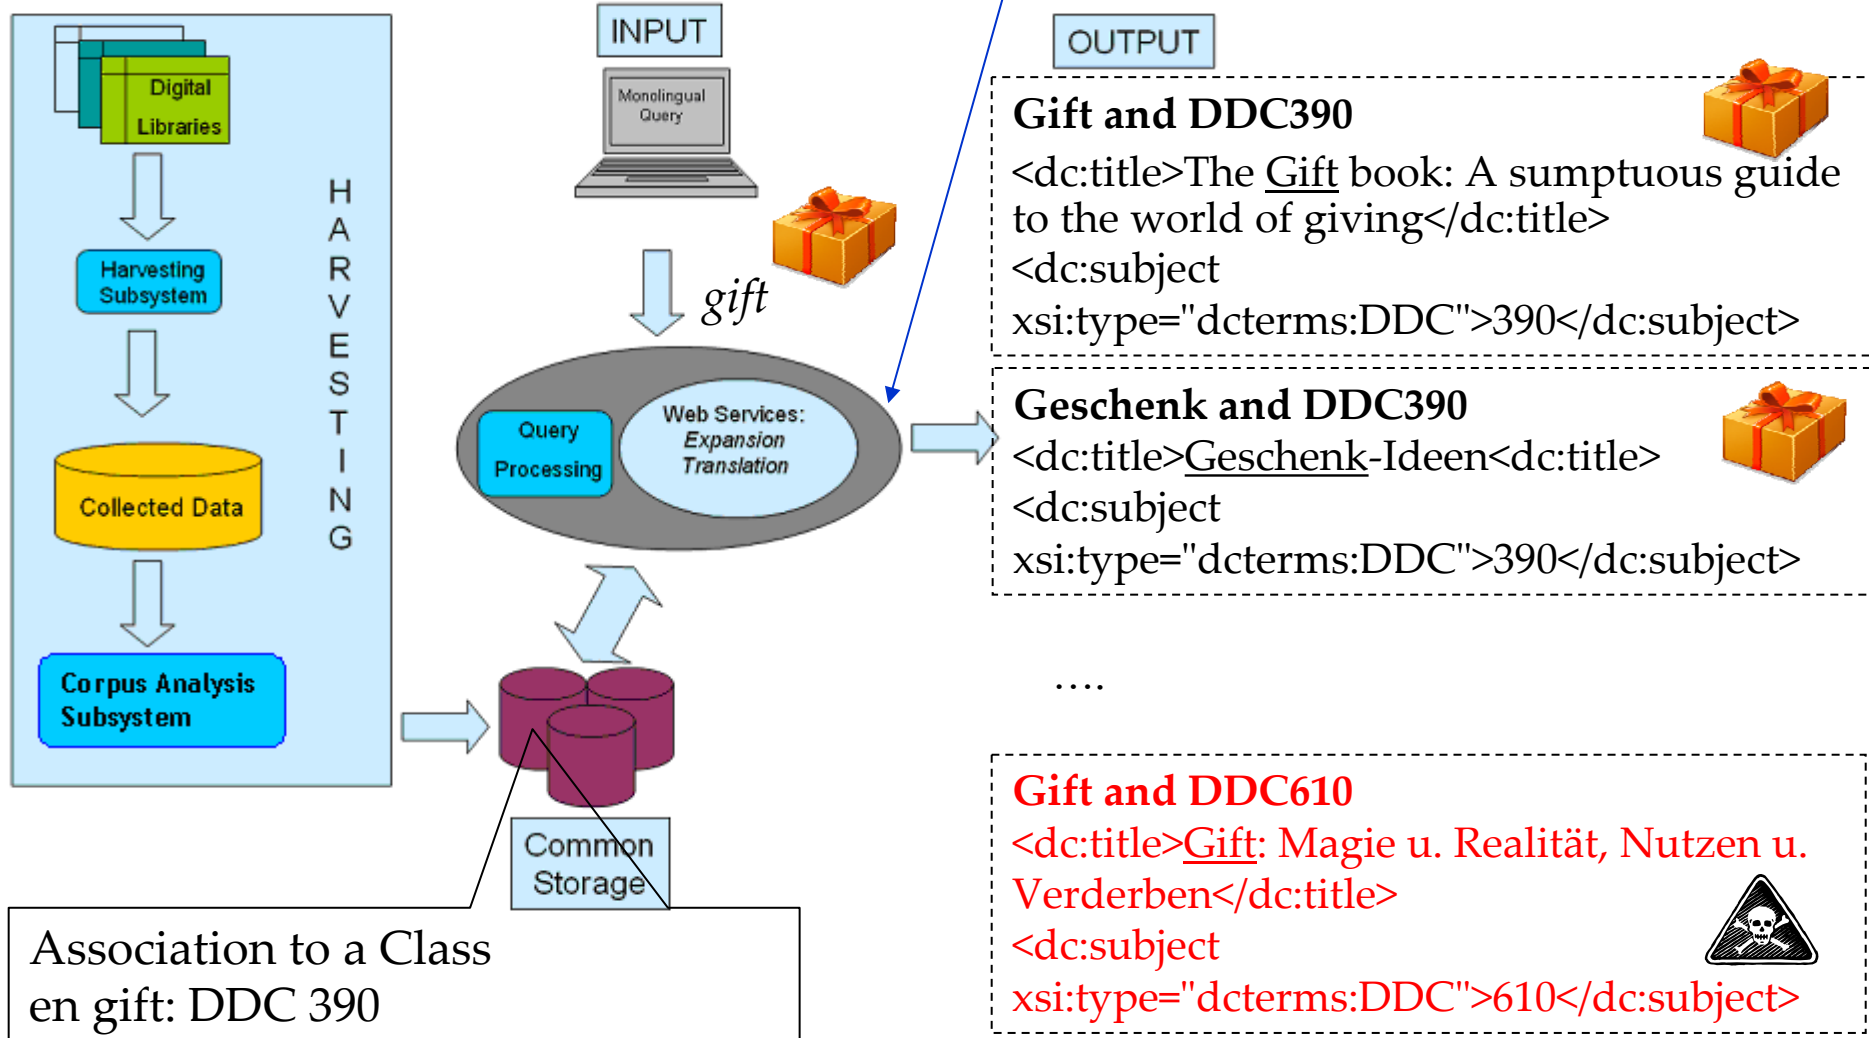 Digital
Libraries
Harvesting
Subsystem
Collected Data
Corpus Analysis
Subsystem
H
A
R
V
E
S
T
I
N
G
INPUT
Monolingual
Query
gift
Query
Processing
Web Services:
Expansion
Translation
Common
Storage
Association to a Class
en gift: DDC 390
OUTPUT
Gift and DDC390
<dc:title>The Gift book: A sumptuous guide
to the world of giving</dc:title>
<dc:subject
xsi:type="dcterms:DDC">390</dc:subject>
Geschenk and DDC390
<dc:title>Geschenk-Ideen<dc:title>
<dc:subject
xsi:type="dcterms:DDC">390</dc:subject>
....
Gift and DDC610
<dc:title>Gift: Magie u. Realität, Nutzen u.
Verderben</dc:title>
<dc:subject
xsi:type="dcterms:DDC">610</dc:subject>